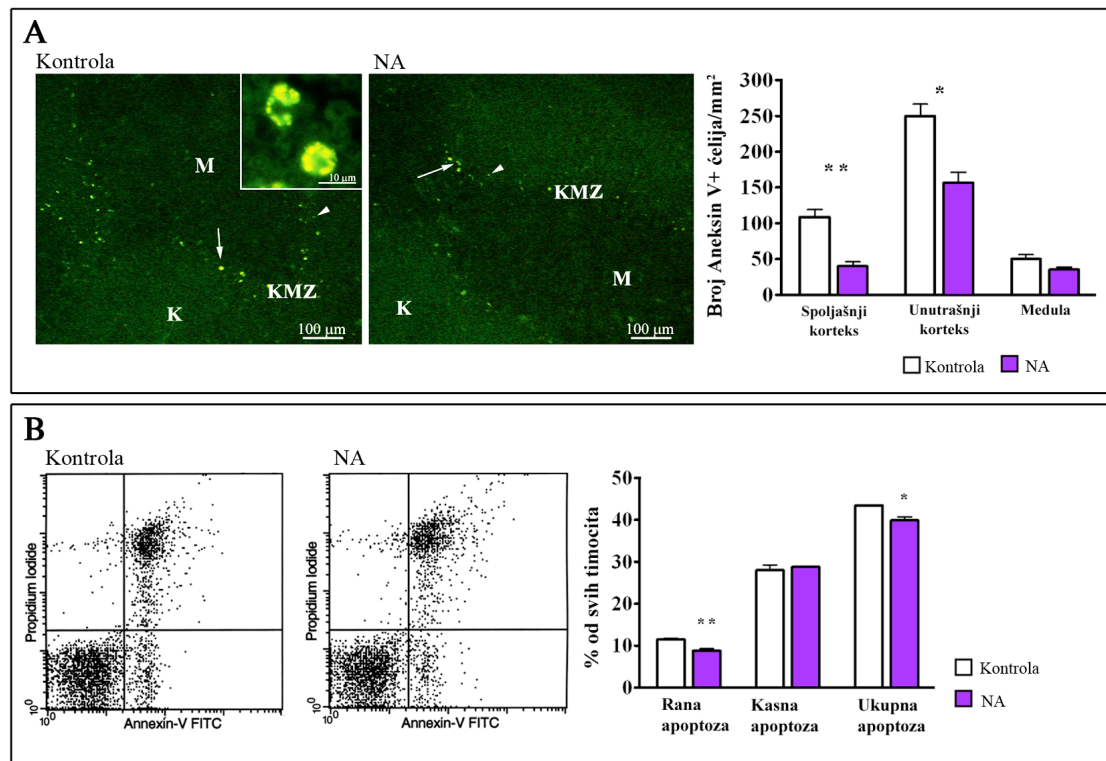 A
Kontrola
NA
M
10 µm
KMZ
K
100 µm
KMZ
M
K
100 µm
Broj Aneksin V+ ćelija/mm²
300
250
200
150
100
50
0
* *
*
Spoljašnji
korteks
Unutrašnji
korteks
Medula
Kontrola
NA
B
Kontrola
NA
Propidium Iodide
10⁰
10⁰
Annexin-V FITC
Propidium Iodide
10⁰
10⁰
Annexin-V FITC
% od svih timocita
50
40
30
20
10
0
* *
*
Rana
apoptoza
Kasna
apoptoza
Ukupna
apoptoza
Kontrola
NA